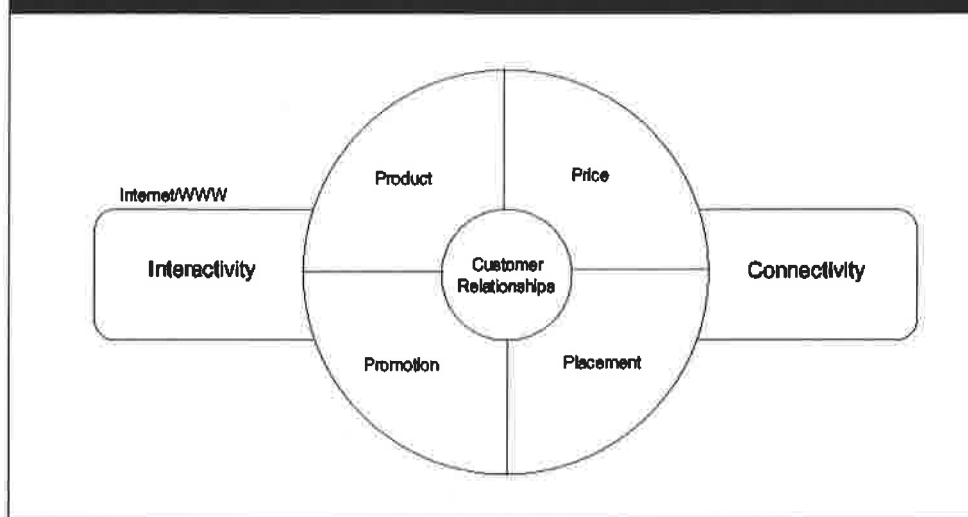 Product
Price
Internet/WWW
Interactivity
Customer
Relationships
Connectivity
Promotion
Placement